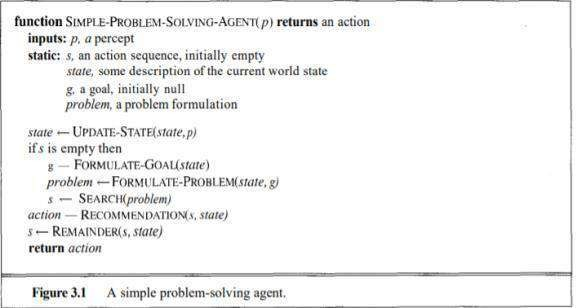 function SIMPLE-PROBLEM-SOLVING-AGENT(p) returns an action
inputs: p, a percept
static: s, an action sequence, initially empty
state, some description of the current world state
g, a goal, initially null
problem, a problem formulation
state ← UPDATE-STATE(state, p)
if s is empty then
g — FORMULATE-GOAL(state)
problem ← FORMULATE-PROBLEM(state, g)
s ← SEARCH(problem)
action — RECOMMENDATION(s, state)
s ← REMAINDER(s, state)
return action
Figure 3.1 A simple problem-solving agent.